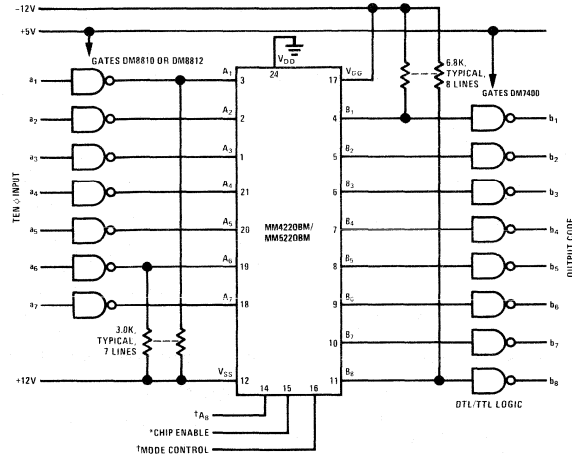 -12V
+5V
GATES DM8810 OR DM8812
VDD
24
VGG
17
6.8K,
TYPICAL,
8 LINES
GATES DM7400
TEN ϕ INPUT
a1
A1
3
a2
A2
2
a3
A3
1
a4
A4
21
a5
A5
20
a6
A6
19
a7
A7
18
MM4220BM/
MM5220BM
4
B1
b1
5
B2
b2
6
B3
b3
7
B4
b4
8
B5
b5
9
B6
b6
10
B7
b7
11
B8
b8
OUTPUT CODE
3.0K,
TYPICAL,
7 LINES
+12V
VSS
12
14
15
16
DTL/TTL LOGIC
†A8
*CHIP ENABLE
†MODE CONTROL